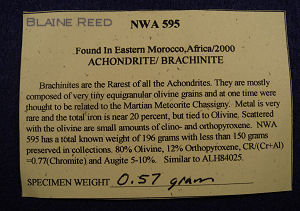 BLAINE REED
NWA 595
Found In Eastern Morocco,Africa/2000
ACHONDRITE/ BRACHINITE
Brachinites are the Rarest of all the Achondrites. They are mostly
composed of very tiny equigranular olivine grains and at one time were
thought to be related to the Martian Meteorite Chassigny. Metal is very
rare and the total iron is near 20 percent, but tied to Olivine, Scattered
with the olivine are small amounts of clino- and orthopyroxene. NWA
595 has a total known weight of 196 grams with less than 150 grams
preserved in collections. 80% Olivine, 12% Orthopyroxene, CR/(Cr+Al)
=0.77(Chromite) and Augite 5-10%. Similar to ALH84025.
SPECIMEN WEIGHT 0.57 gram